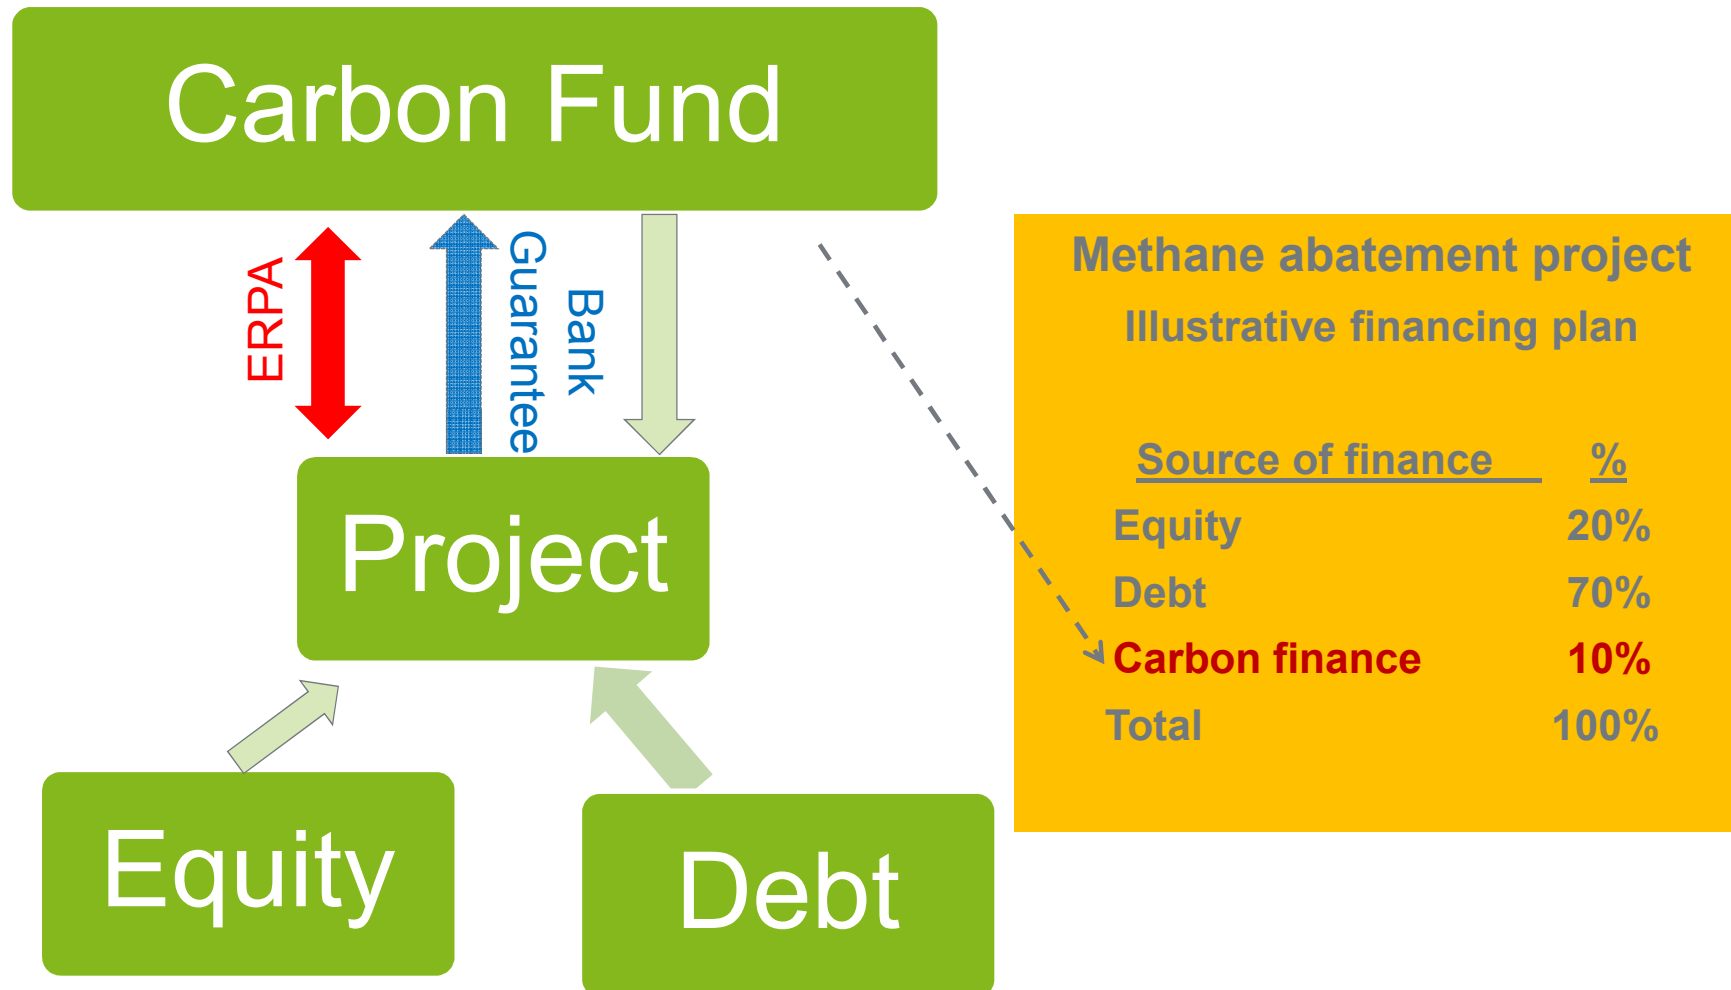 Carbon Fund
ERPA
Bank
Guarantee
Project
Equity
Debt
Methane abatement project
Illustrative financing plan
Source of finance %
Equity 20%
Debt 70%
Carbon finance 10%
Total 100%